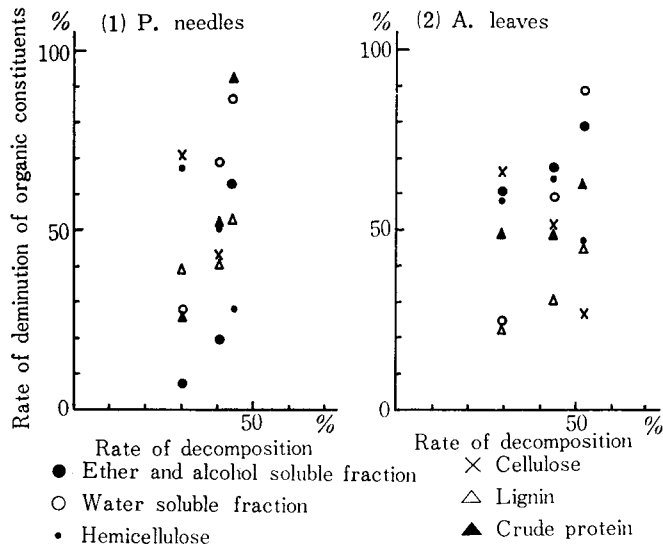 % (1) P. needles
% (2) A. leaves
100
100
Rate of deminution of organic constituents
50
50
0
0
50
%
50
%
Rate of decomposition
Rate of decomposition
Ether and alcohol soluble fraction
Cellulose
Water soluble fraction
Lignin
Hemicellulose
Crude protein